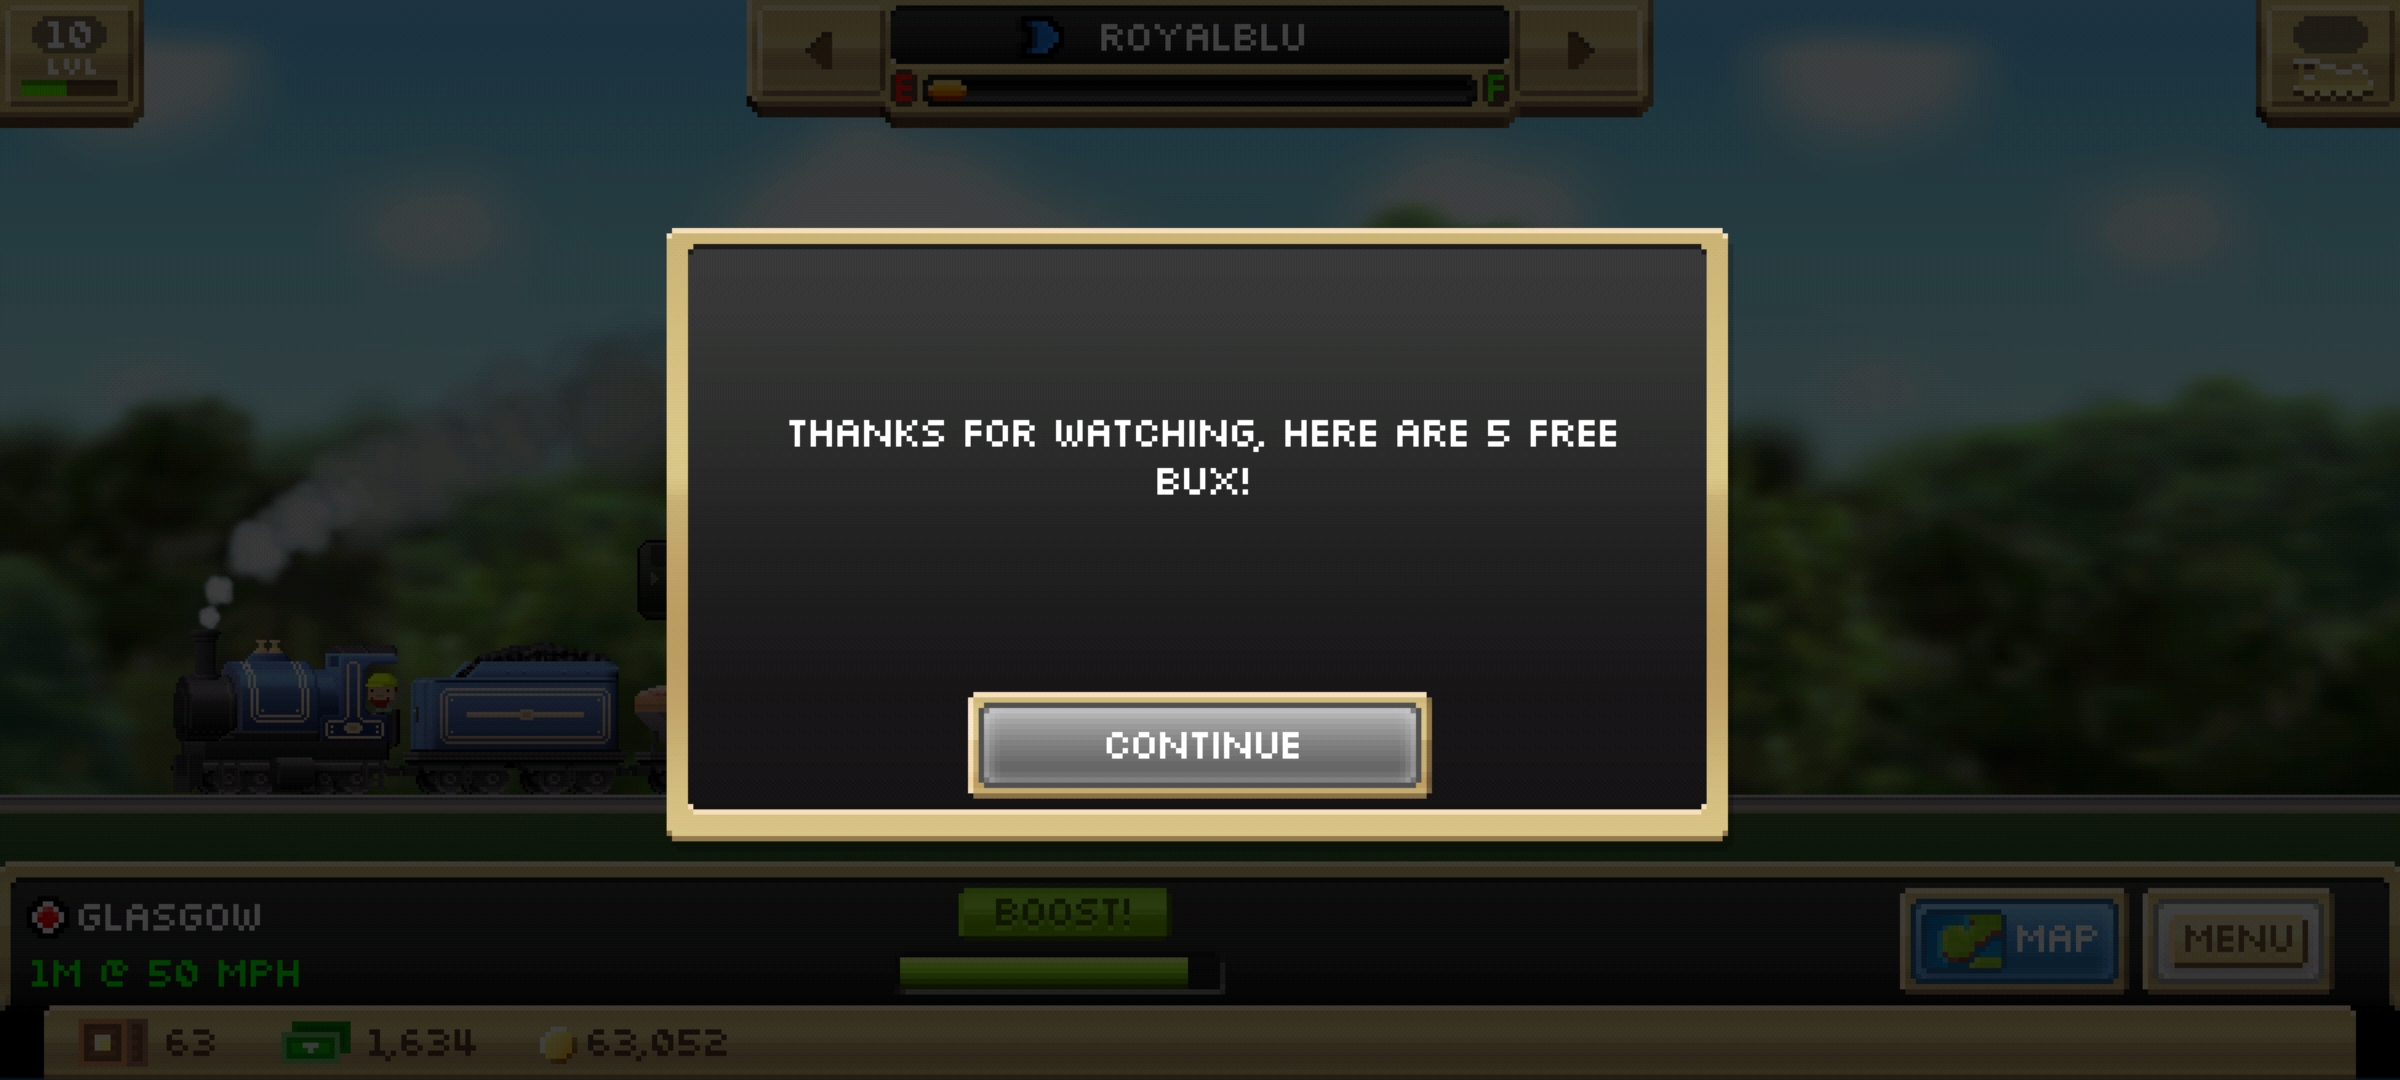 10
LVL
ROYALBLU
E F
THANKS FOR WATCHING, HERE ARE 5 FREE
BUX!
CONTINUE
GLASGOW
1M @ 50 MPH
BOOST!
MAP
MENU
63
1,634
63,052